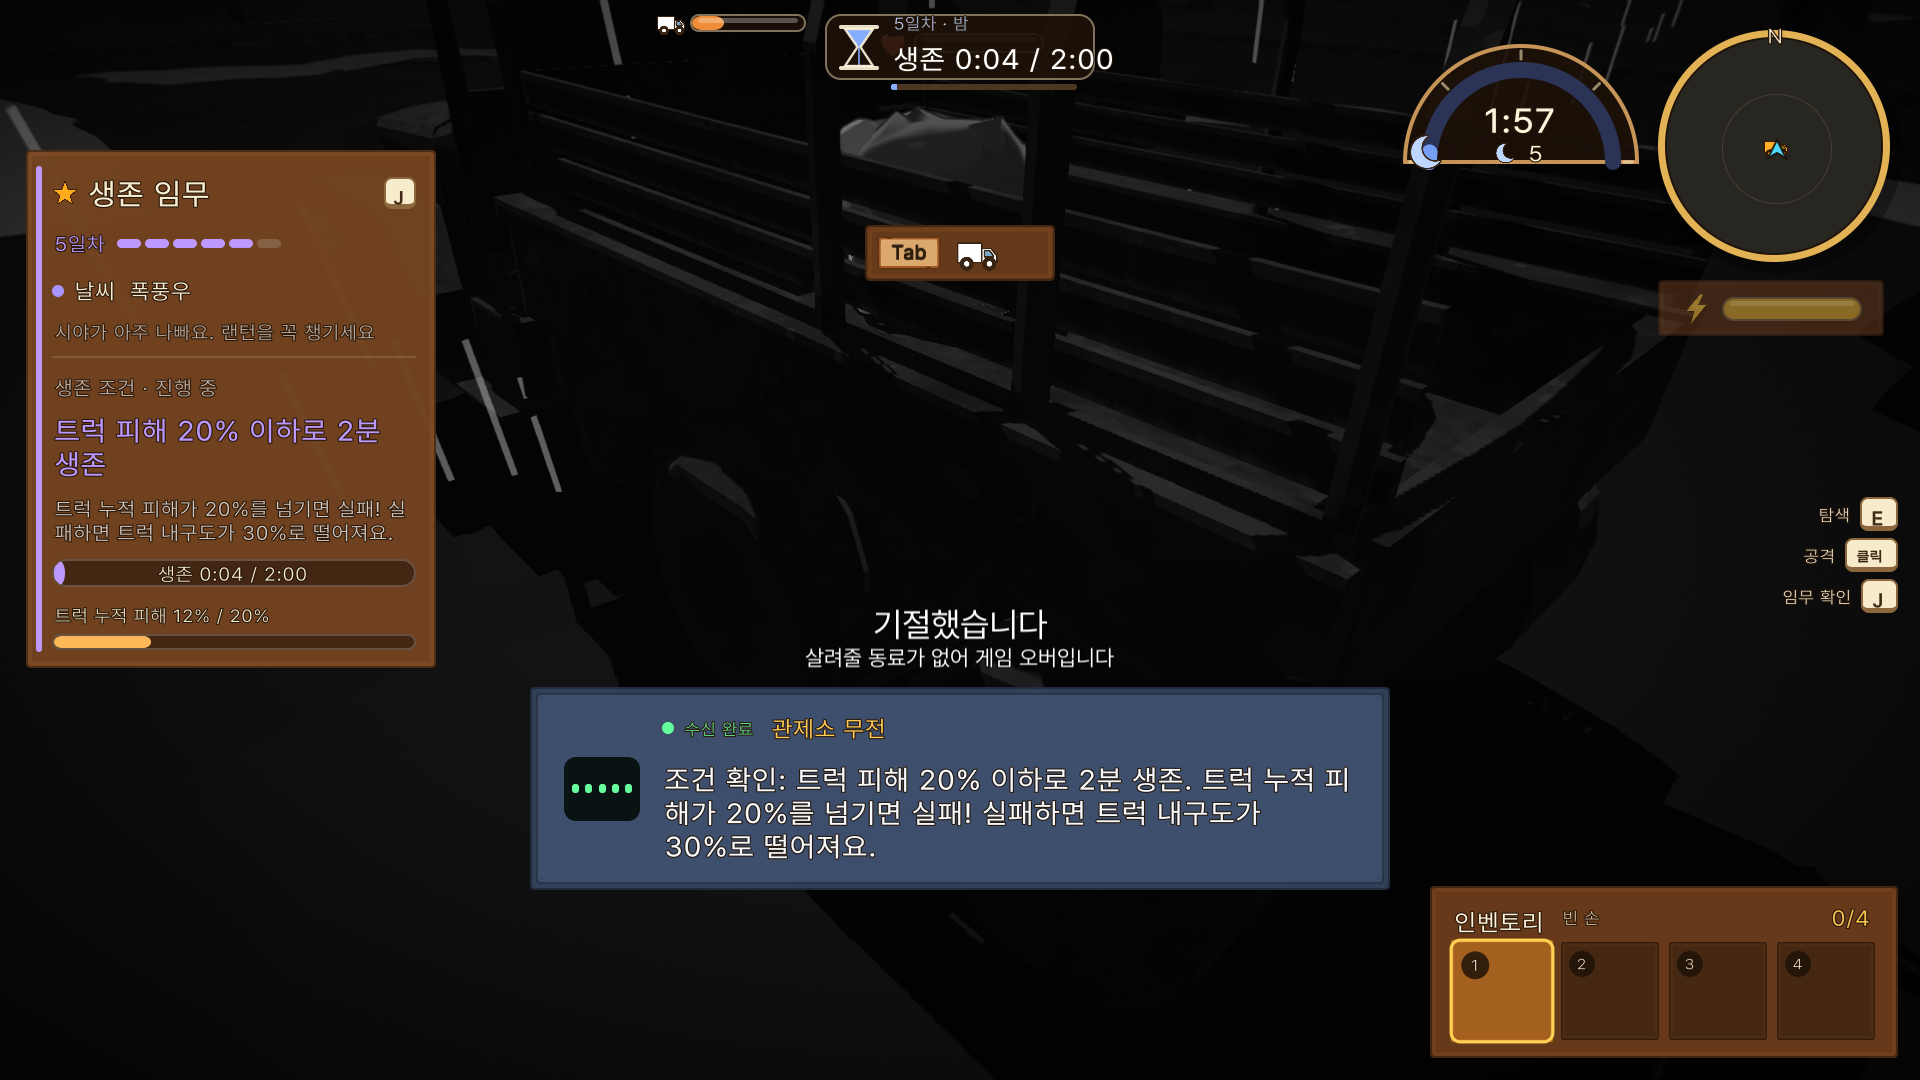 5일차 · 밤
생존 0:04 / 2:00
N
1:57
5
생존 임무
J
5일차
날씨 폭풍우
시야가 아주 나빠요. 랜턴을 꼭 챙기세요
생존 조건 · 진행 중
트럭 피해 20% 이하로 2분
생존
트럭 누적 피해가 20%를 넘기면 실패! 실
패하면 트럭 내구도가 30%로 떨어져요.
생존 0:04 / 2:00
트럭 누적 피해 12% / 20%
Tab
탐색 E
공격 클릭
임무 확인 J
기절했습니다
살려줄 동료가 없어 게임 오버입니다
수신 완료 관제소 무전
조건 확인: 트럭 피해 20% 이하로 2분 생존. 트럭 누적 피
해가 20%를 넘기면 실패! 실패하면 트럭 내구도가
30%로 떨어져요.
인벤토리 빈 손 0/4
1 2 3 4